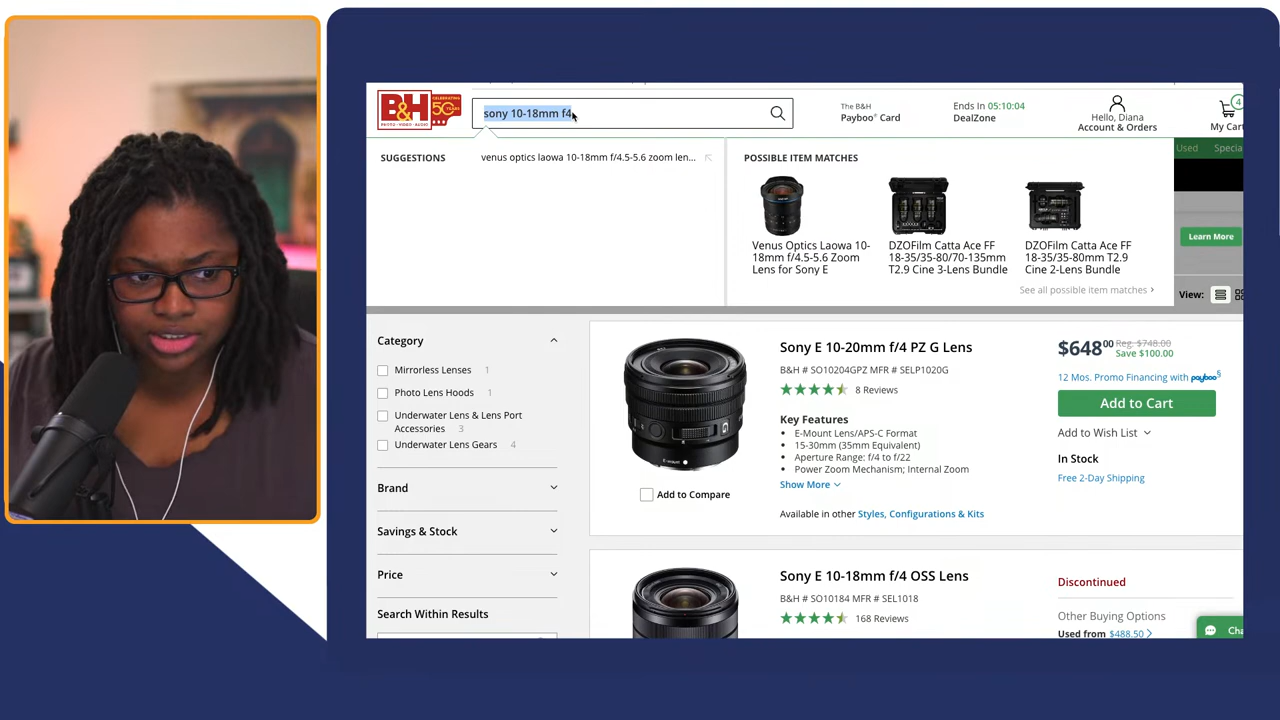 B&H
CELEBRATING
50
YEARS
PHOTO · VIDEO · AUDIO
sony 10-18mm f4
The B&H
Payboo® Card
Ends In 05:10:04
DealZone
Hello, Diana
Account & Orders
4
My Cart
SUGGESTIONS
venus optics laowa 10-18mm f/4.5-5.6 zoom len...
POSSIBLE ITEM MATCHES
Used
Specia
Venus Optics Laowa 10-
18mm f/4.5-5.6 Zoom
Lens for Sony E
DZOFilm Catta Ace FF
18-35/35-80/70-135mm
T2.9 Cine 3-Lens Bundle
DZOFilm Catta Ace FF
18-35/35-80mm T2.9
Cine 2-Lens Bundle
See all possible item matches
Learn More
View:
Category
Mirrorless Lenses 1
Photo Lens Hoods 1
Underwater Lens & Lens Port
Accessories 3
Underwater Lens Gears 4
Brand
Savings & Stock
Price
Search Within Results
Sony E 10-20mm f/4 PZ G Lens
B&H # SO10204GPZ MFR # SELP1020G
8 Reviews
Key Features
E-Mount Lens/APS-C Format
15-30mm (35mm Equivalent)
Aperture Range: f/4 to f/22
Power Zoom Mechanism; Internal Zoom
Show More
Add to Compare
Available in other Styles, Configurations & Kits
$648.00 Reg. $748.00
Save $100.00
12 Mos. Promo Financing with payboo§
Add to Cart
Add to Wish List
In Stock
Free 2-Day Shipping
Sony E 10-18mm f/4 OSS Lens
B&H # SO10184 MFR # SEL1018
168 Reviews
Discontinued
Other Buying Options
Used from $488.50
Cha